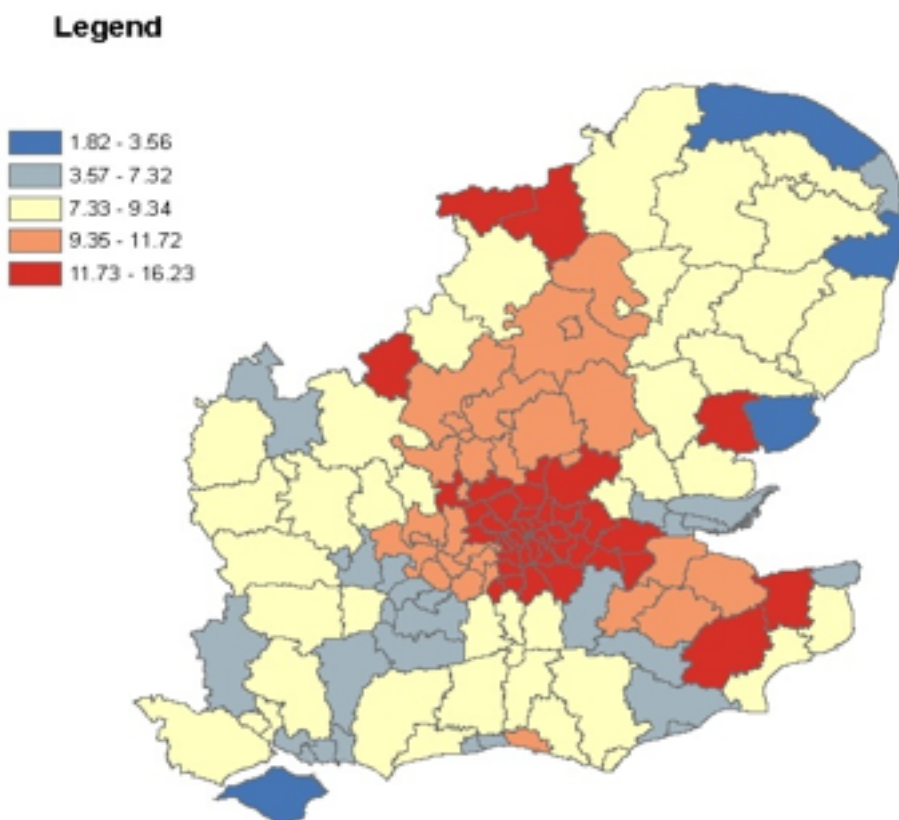 Legend
1.82 - 3.56
3.57 - 7.32
7.33 - 9.34
9.35 - 11.72
11.73 - 16.23